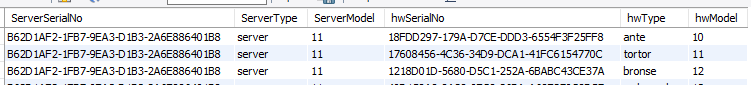 ServerSerialNo ServerType ServerModel hwSerialNo hwType hwModel
B62D1AF2-1FB7-9EA3-D1B3-2A6E886401B8 server 11 18FDD297-179A-D7CE-DDD3-6554F3F25FF8 ante 10
B62D1AF2-1FB7-9EA3-D1B3-2A6E886401B8 server 11 17608456-4C36-34D9-DCA1-41FC6154770C tortor 11
B62D1AF2-1FB7-9EA3-D1B3-2A6E886401B8 server 11 1218D01D-5680-D5C1-252A-6BABC43CE37A bronse 12